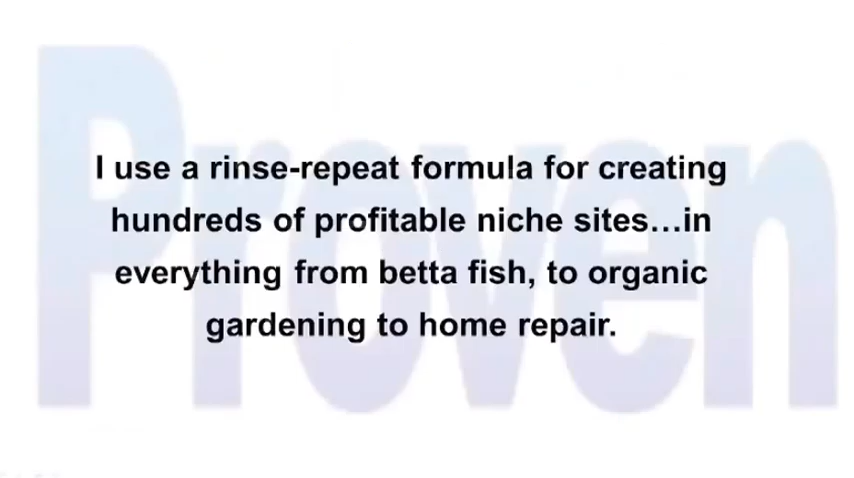 Proven
I use a rinse-repeat formula for creating
hundreds of profitable niche sites…in
everything from betta fish, to organic
gardening to home repair.